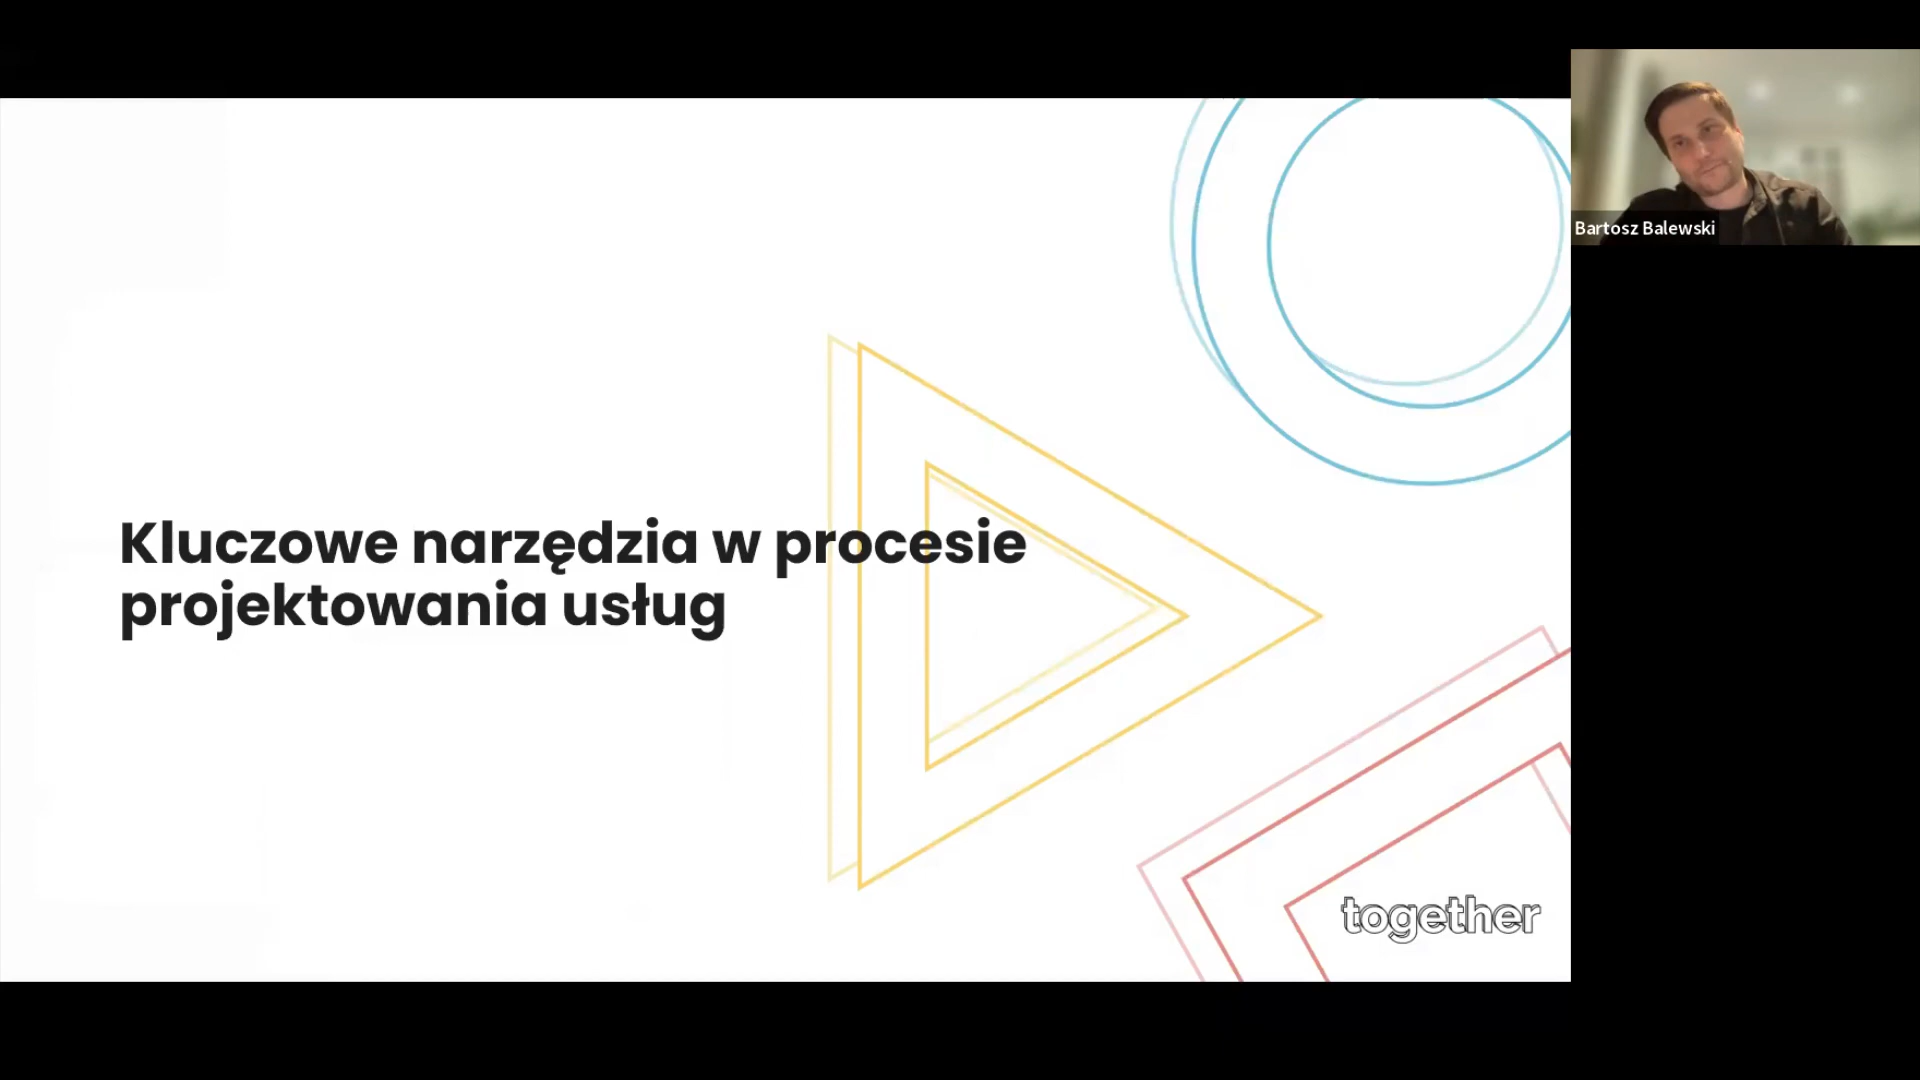 Kluczowe narzędzia w procesie
projektowania usług
together
Bartosz Balewski